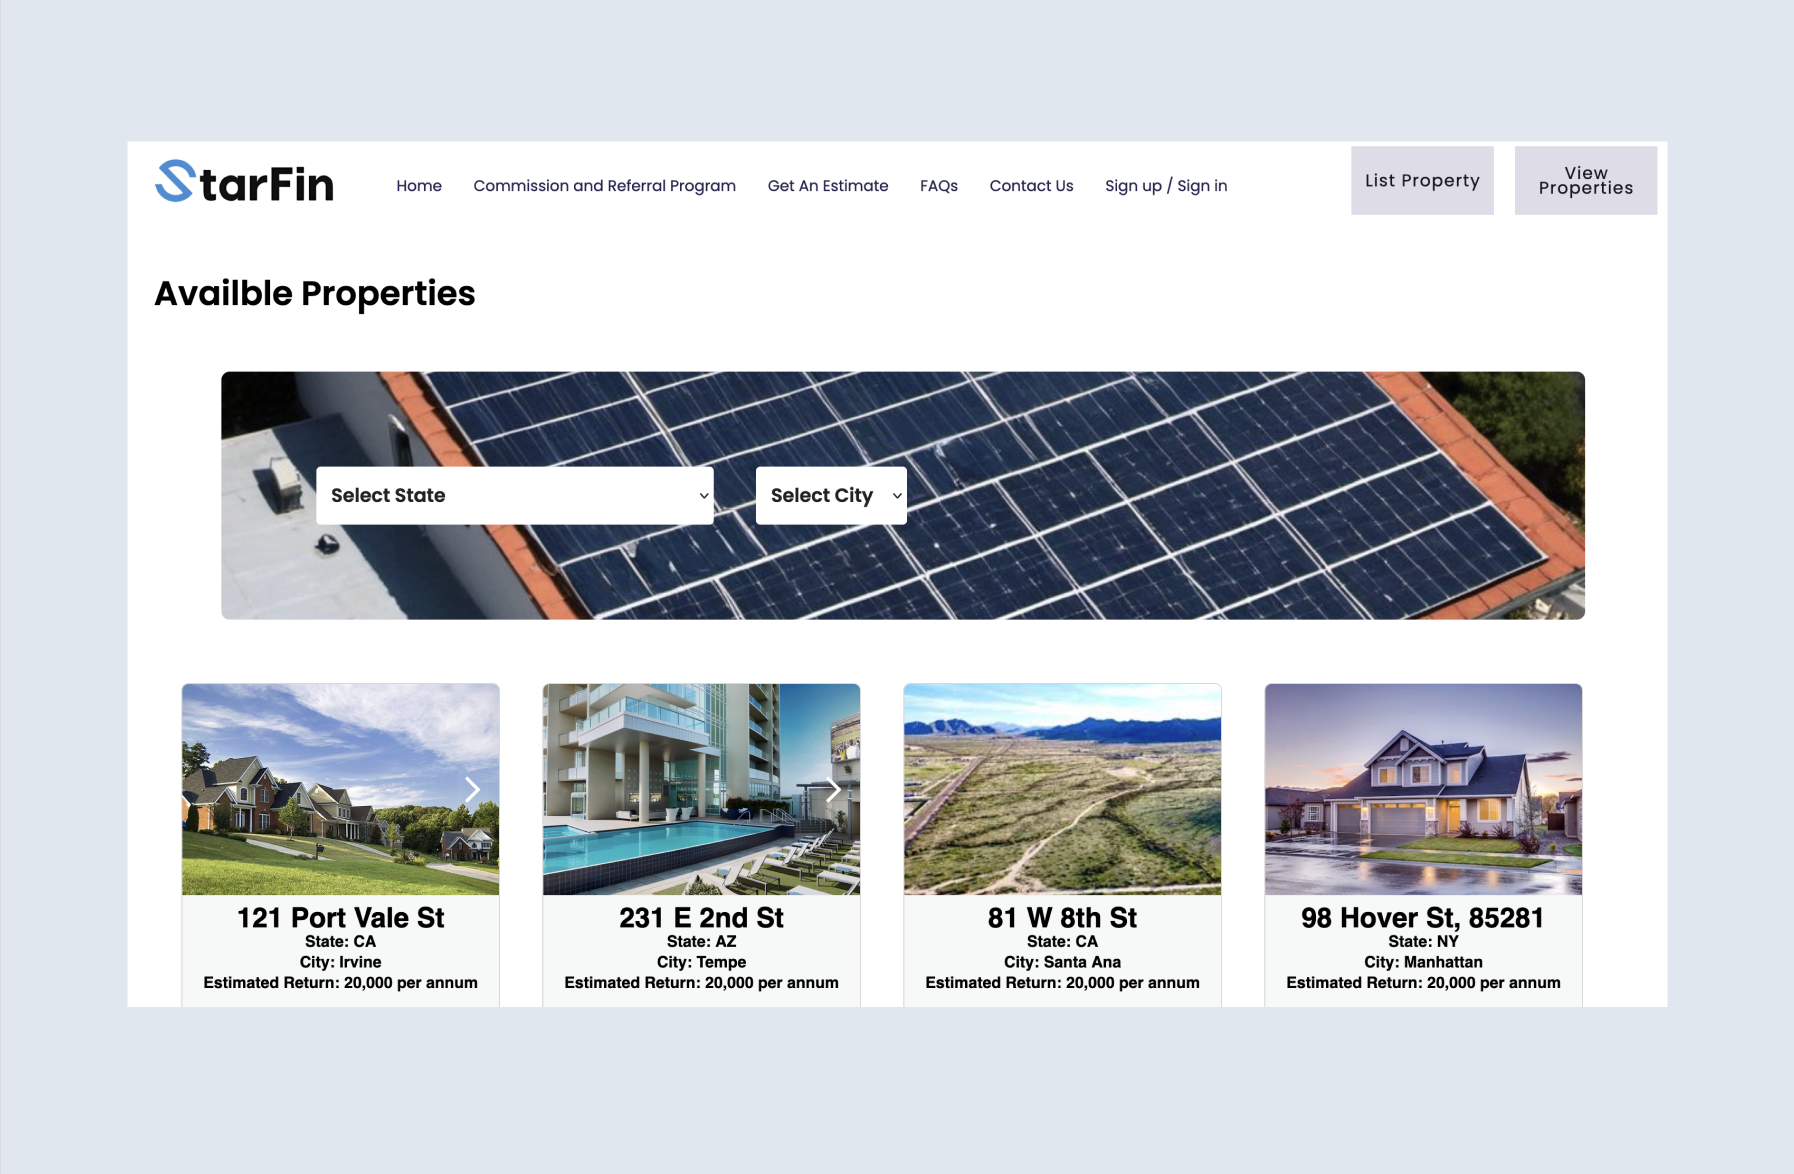 StarFin
Home Commission and Referral Program Get An Estimate FAQs Contact Us Sign up / Sign in
List Property
View
Properties
Availble Properties
Select State
Select City
121 Port Vale St
State: CA
City: Irvine
Estimated Return: 20,000 per annum
231 E 2nd St
State: AZ
City: Tempe
Estimated Return: 20,000 per annum
81 W 8th St
State: CA
City: Santa Ana
Estimated Return: 20,000 per annum
98 Hover St, 85281
State: NY
City: Manhattan
Estimated Return: 20,000 per annum